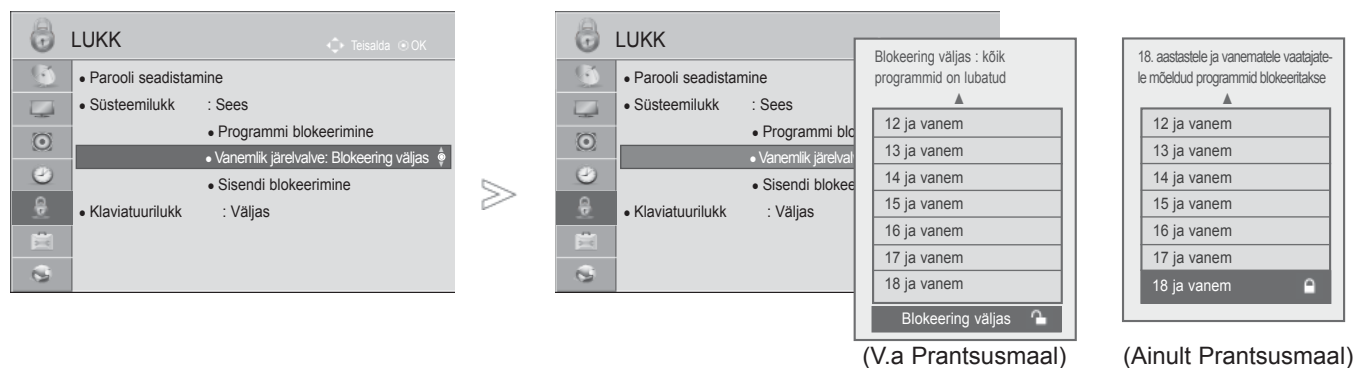 LUKK
Teisalda OK
• Parooli seadistamine
• Süsteemilukk : Sees
• Programmi blokeerimine
• Vanemlik järelvalve: Blokeering väljas
• Sisendi blokeerimine
• Klaviatuurilukk : Väljas
LUKK
• Parooli seadistamine
• Süsteemilukk : Sees
• Programmi blo
• Vanemlik järelval
• Sisendi blokee
• Klaviatuurilukk : Väljas
Blokeering väljas : kõik
programmid on lubatud
12 ja vanem
13 ja vanem
14 ja vanem
15 ja vanem
16 ja vanem
17 ja vanem
18 ja vanem
Blokeering väljas
(V.a Prantsusmaal)
18. aastastele ja vanematele vaatajate-
le mõeldud programmid blokeeritakse
12 ja vanem
13 ja vanem
14 ja vanem
15 ja vanem
16 ja vanem
17 ja vanem
18 ja vanem
(Ainult Prantsusmaal)